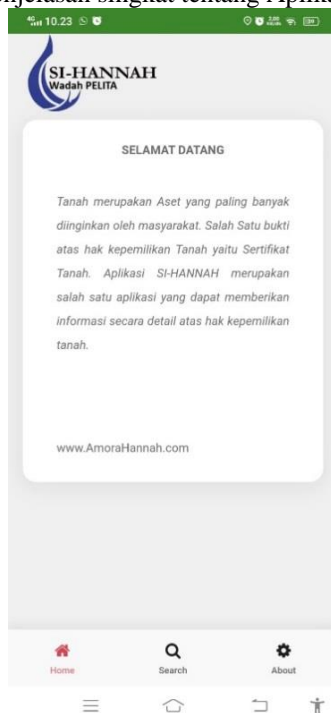 penjelasan singkat tentang Aplika
10.23
SI-HANNAH
Wadah PELITA
SELAMAT DATANG
Tanah merupakan Aset yang paling banyak
diinginkan oleh masyarakat. Salah Satu bukti
atas hak kepemilikan Tanah yaitu Sertifikat
Tanah. Aplikasi SI-HANNAH merupakan
salah satu aplikasi yang dapat memberikan
informasi secara detail atas hak kepemilikan
tanah.
www.AmoraHannah.com
Home Search About